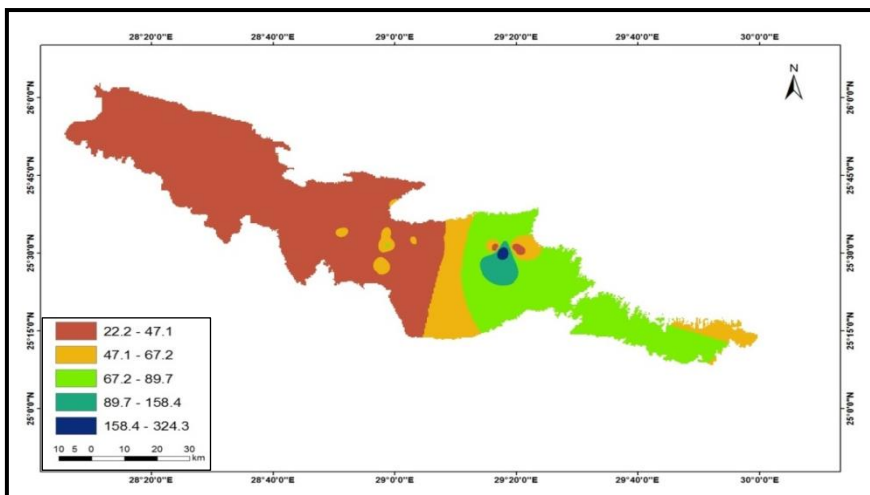 28°20'0"E 28°40'0"E 29°0'0"E 29°20'0"E 29°40'0"E 30°0'0"E
N
26°0'0"N 26°0'0"N
25°45'0"N 25°45'0"N
25°30'0"N 25°30'0"N
25°15'0"N 25°15'0"N
25°0'0"N 25°0'0"N
22.2 - 47.1
47.1 - 67.2
67.2 - 89.7
89.7 - 158.4
158.4 - 324.3
10 5 0 10 20 30
km
28°20'0"E 28°40'0"E 29°0'0"E 29°20'0"E 29°40'0"E 30°0'0"E